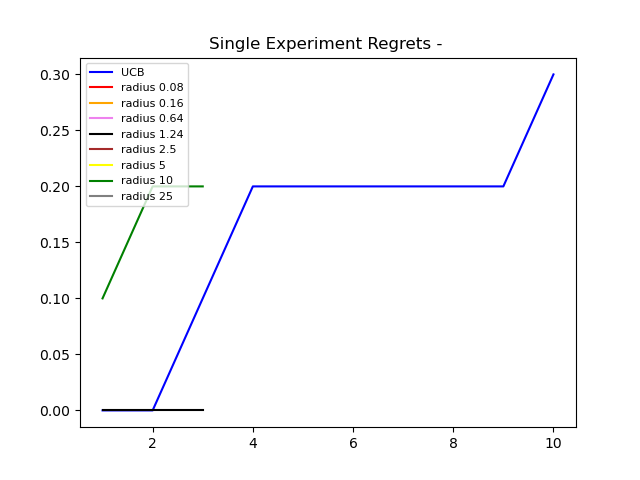 Single Experiment Regrets -
0.30
0.25
0.20
0.15
0.10
0.05
0.00
UCB
radius 0.08
radius 0.16
radius 0.64
radius 1.24
radius 2.5
radius 5
radius 10
radius 25
2 4 6 8 10